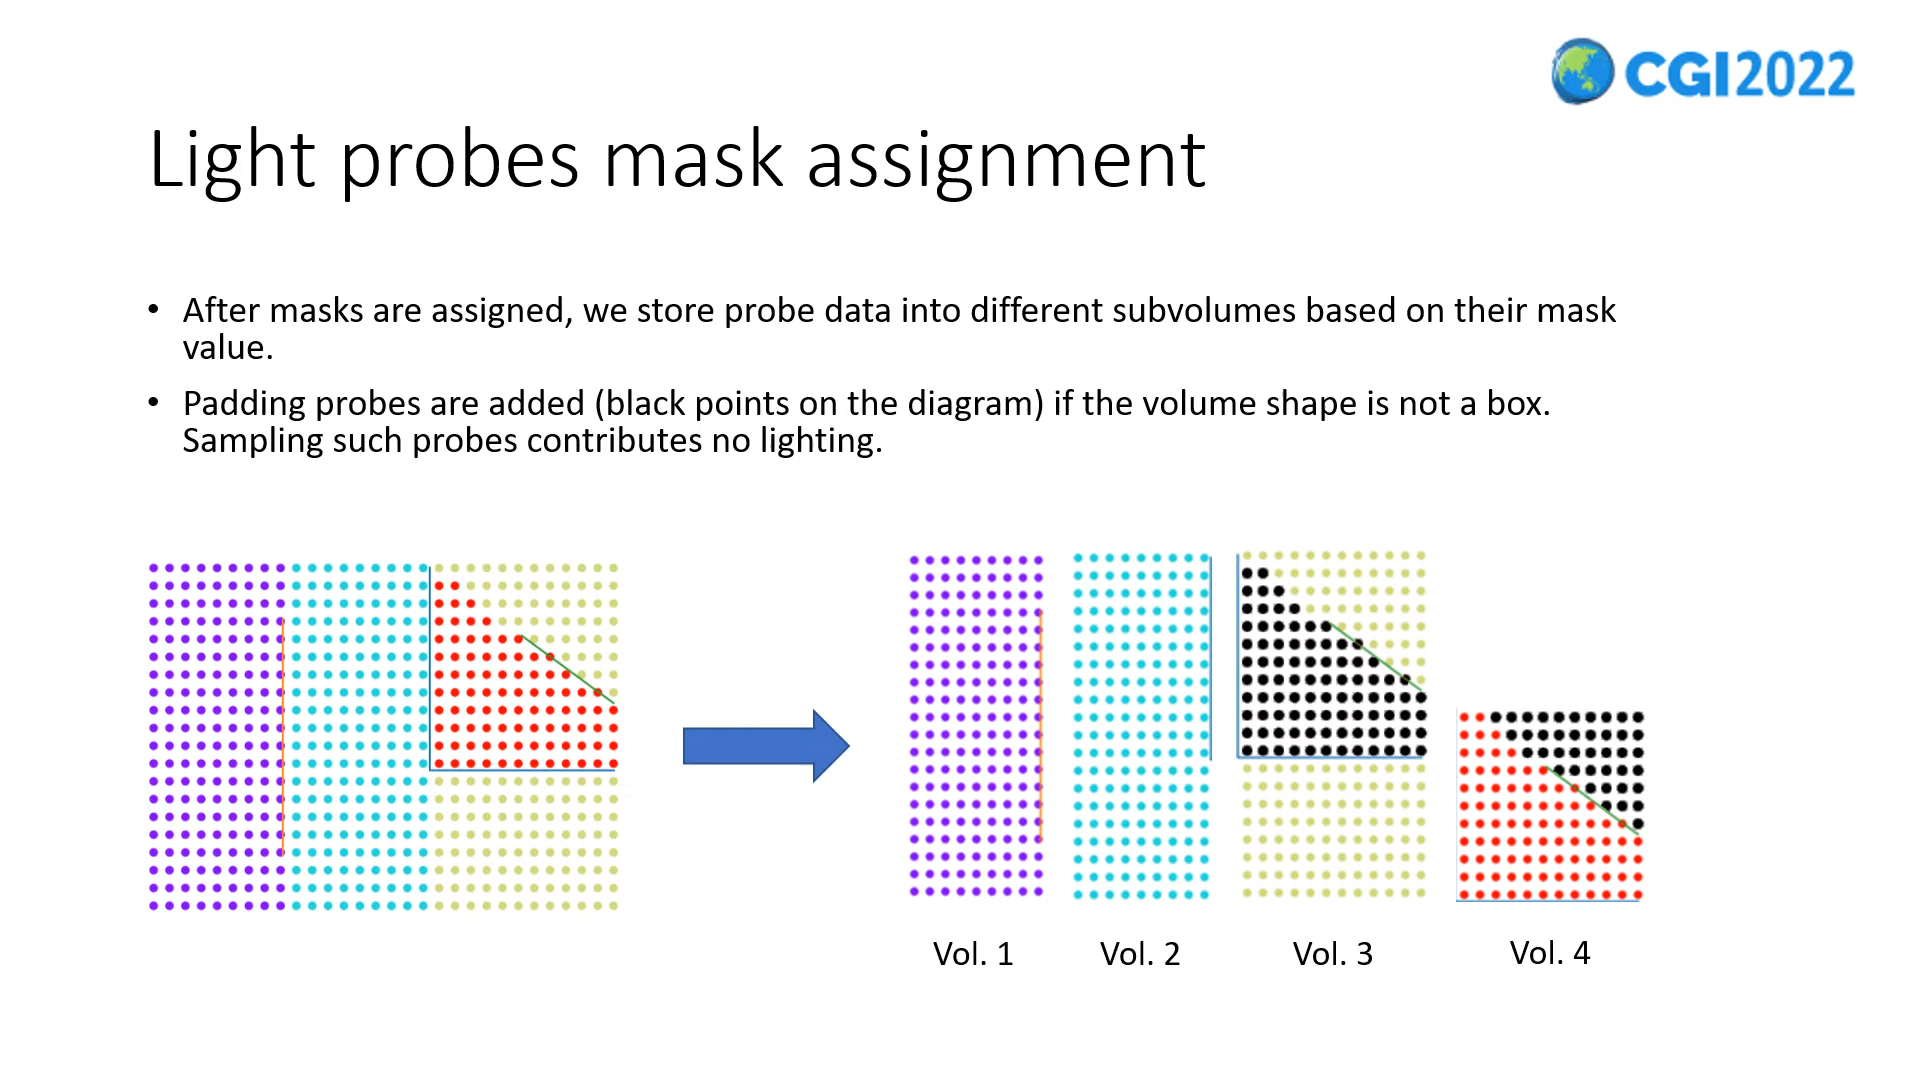 CGI2022
Light probes mask assignment
• After masks are assigned, we store probe data into different subvolumes based on their mask
value.
• Padding probes are added (black points on the diagram) if the volume shape is not a box.
Sampling such probes contributes no lighting.
Vol. 1
Vol. 2
Vol. 3
Vol. 4